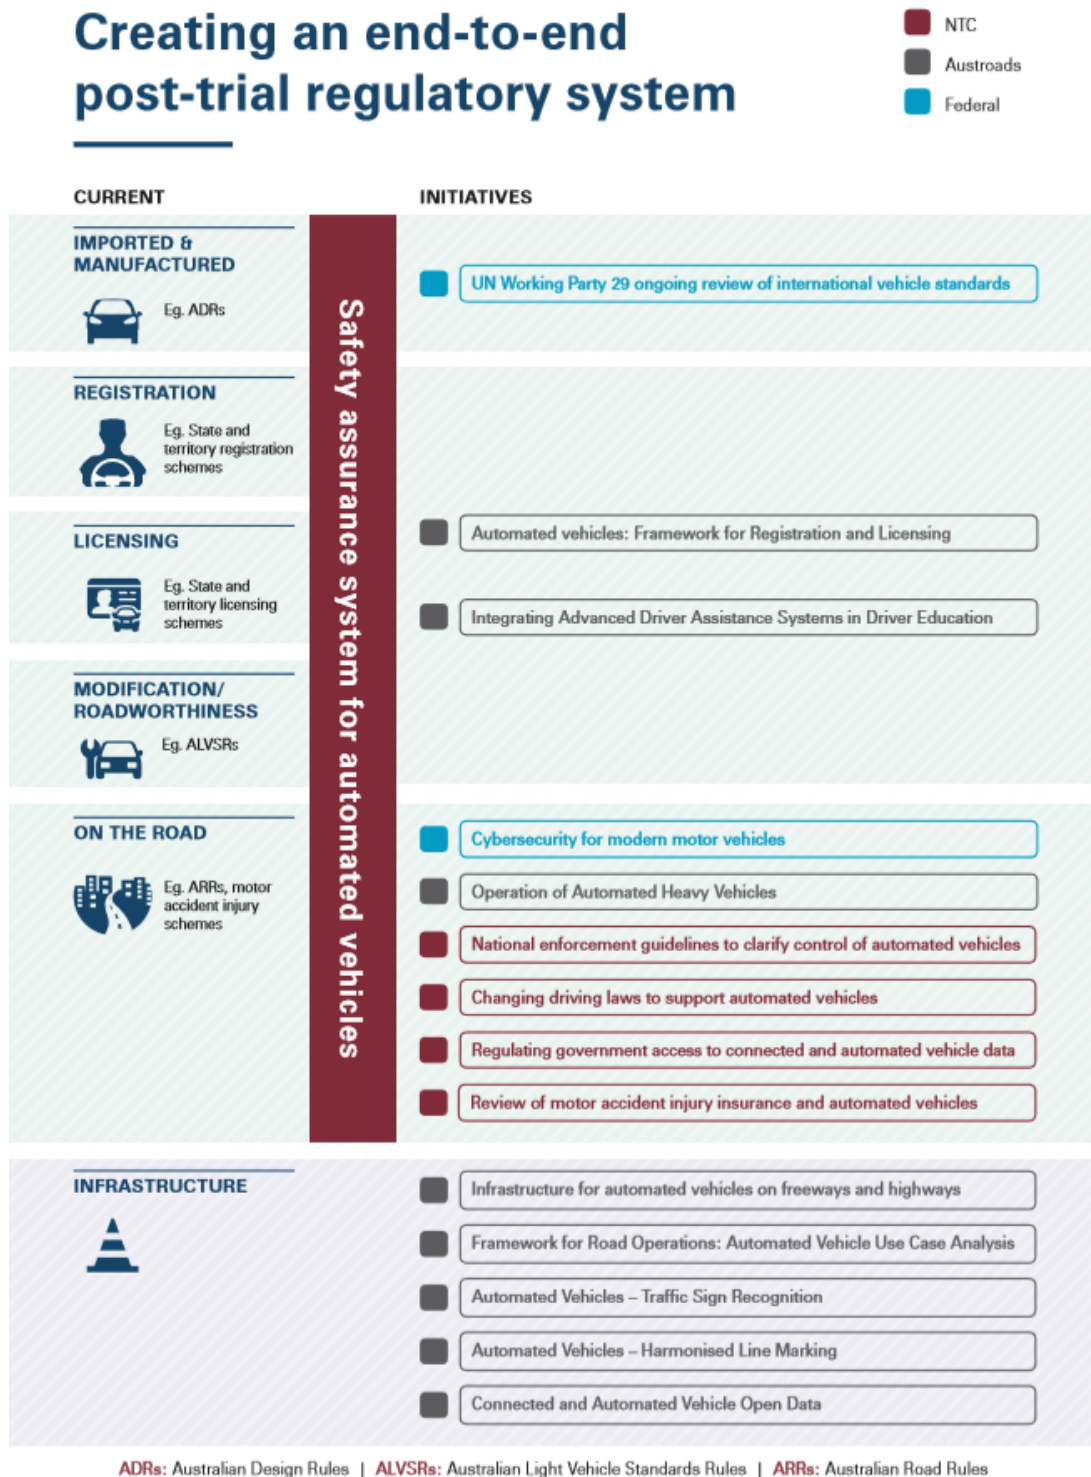 Creating an end-to-end
post-trial regulatory system
NTC
Austroads
Federal
CURRENT
INITIATIVES
IMPORTED &
MANUFACTURED
Eg. ADRs
UN Working Party 29 ongoing review of international vehicle standards
Safety assurance system for automated vehicles
REGISTRATION
Eg. State and
territory registration
schemes
LICENSING
Eg. State and
territory licensing
schemes
Automated vehicles: Framework for Registration and Licensing
Integrating Advanced Driver Assistance Systems in Driver Education
MODIFICATION/
ROADWORTHINESS
Eg. ALVSRs
ON THE ROAD
Eg. ARRs, motor
accident injury
schemes
Cybersecurity for modern motor vehicles
Operation of Automated Heavy Vehicles
National enforcement guidelines to clarify control of automated vehicles
Changing driving laws to support automated vehicles
Regulating government access to connected and automated vehicle data
Review of motor accident injury insurance and automated vehicles
INFRASTRUCTURE
Infrastructure for automated vehicles on freeways and highways
Framework for Road Operations: Automated Vehicle Use Case Analysis
Automated Vehicles – Traffic Sign Recognition
Automated Vehicles – Harmonised Line Marking
Connected and Automated Vehicle Open Data
ADRs: Australian Design Rules | ALVSRs: Australian Light Vehicle Standards Rules | ARRs: Australian Road Rules